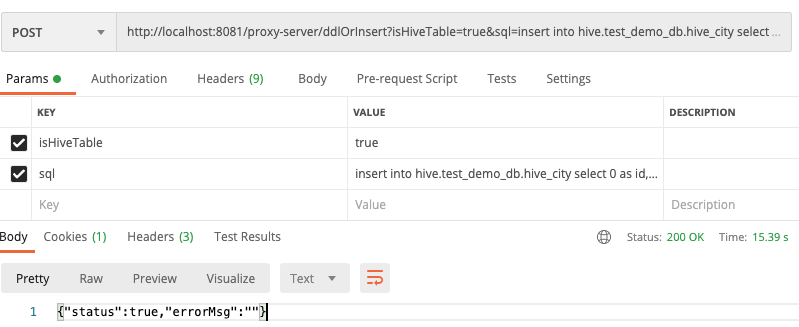 POST http://localhost:8081/proxy-server/ddlOrInsert?isHiveTable=true&sql=insert into hive.test_demo_db.hive_city select ...
Params Authorization Headers (9) Body Pre-request Script Tests Settings
KEY VALUE DESCRIPTION
isHiveTable true
sql insert into hive.test_demo_db.hive_city select 0 as id,...
Key Value Description
Body Cookies (1) Headers (3) Test Results Status: 200 OK Time: 15.39 s
Pretty Raw Preview Visualize Text
1 {"status":true,"errorMsg":""}